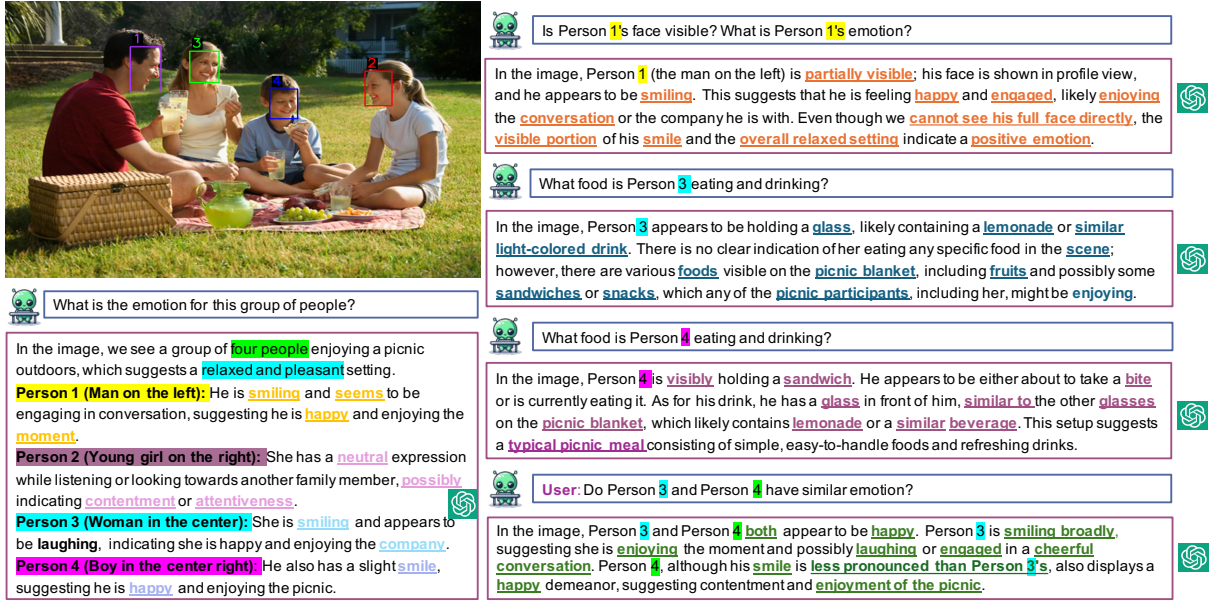 1
3
4
2
What is the emotion for this group of people?
In the image, we see a group of four people enjoying a picnic
outdoors, which suggests a relaxed and pleasant setting.
Person 1 (Man on the left): He is smiling and seems to be
engaging in conversation, suggesting he is happy and enjoying the
moment.
Person 2 (Young girl on the right): She has a neutral expression
while listening or looking towards another family member, possibly
indicating contentment or attentiveness.
Person 3 (Woman in the center): She is smiling and appears to
be laughing, indicating she is happy and enjoying the company.
Person 4 (Boy in the center right): He also has a slight smile,
suggesting he is happy and enjoying the picnic.
Is Person 1's face visible? What is Person 1's emotion?
In the image, Person 1 (the man on the left) is partially visible; his face is shown in profile view,
and he appears to be smiling. This suggests that he is feeling happy and engaged, likely enjoying
the conversation or the company he is with. Even though we cannot see his full face directly, the
visible portion of his smile and the overall relaxed setting indicate a positive emotion.
What food is Person 3 eating and drinking?
In the image, Person 3 appears to be holding a glass, likely containing a lemonade or similar
light-colored drink. There is no clear indication of her eating any specific food in the scene;
however, there are various foods visible on the picnic blanket, including fruits and possibly some
sandwiches or snacks, which any of the picnic participants, including her, might be enjoying.
What food is Person 4 eating and drinking?
In the image, Person 4 is visibly holding a sandwich. He appears to be either about to take a bite
or is currently eating it. As for his drink, he has a glass in front of him, similar to the other glasses
on the picnic blanket, which likely contains lemonade or a similar beverage. This setup suggests
a typical picnic meal consisting of simple, easy-to-handle foods and refreshing drinks.
User: Do Person 3 and Person 4 have similar emotion?
In the image, Person 3 and Person 4 both appear to be happy. Person 3 is smiling broadly,
suggesting she is enjoying the moment and possibly laughing or engaged in a cheerful
conversation. Person 4, although his smile is less pronounced than Person 3's, also displays a
happy demeanor, suggesting contentment and enjoyment of the picnic.